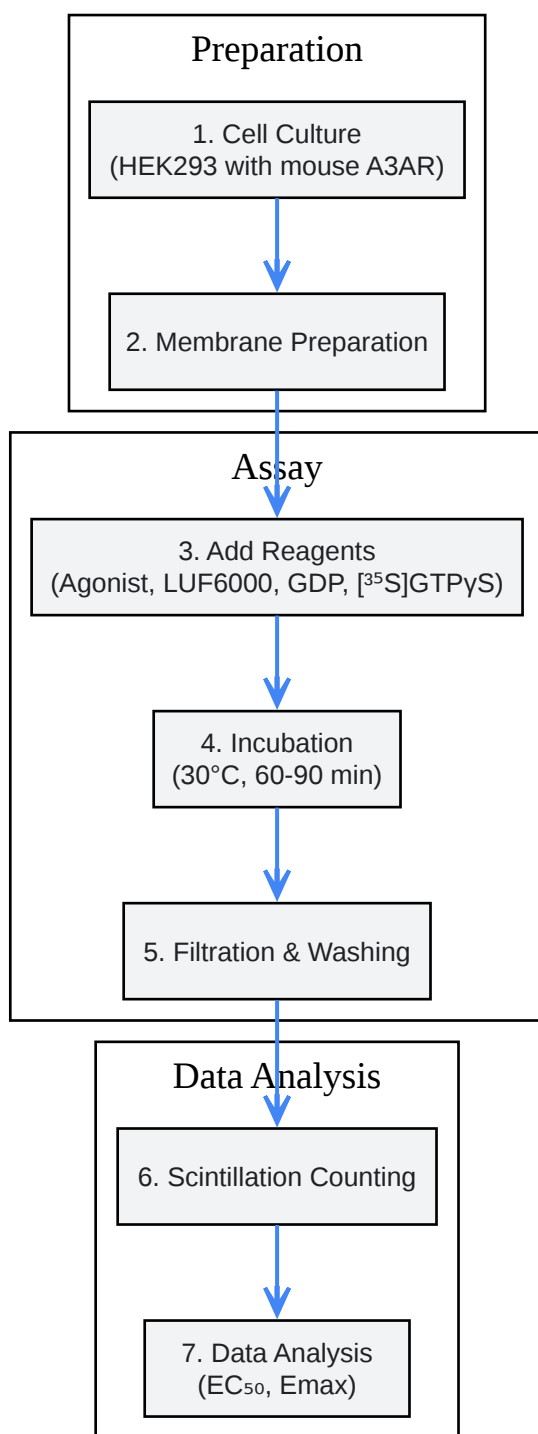 Preparation
1. Cell Culture
(HEK293 with mouse A3AR)
2. Membrane Preparation
Assay
3. Add Reagents
(Agonist, LUF6000, GDP, [³⁵S]GTPγS)
4. Incubation
(30°C, 60-90 min)
5. Filtration & Washing
Data Analysis
6. Scintillation Counting
7. Data Analysis
(EC₅₀, Emax)